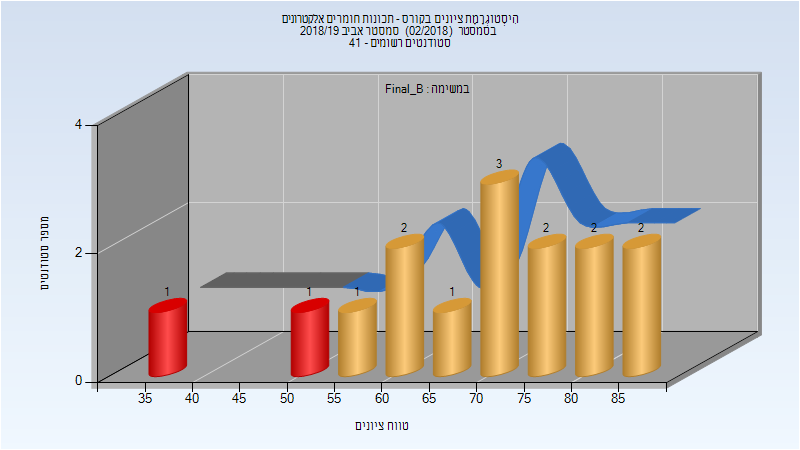 הִיסְטוֹגְרָמַת ציונים בקורס - תכונות חומרים אלקטרונים
בסמסטר (02/2018) סמסטר אביב 2018/19
סטודנטים רשומים - 41
במשימה : Final_B
מספר סטודנטים
4
2
0
1
1
1
2
1
3
2
2
2
35 40 45 50 55 60 65 70 75 80 85
טווח ציונים